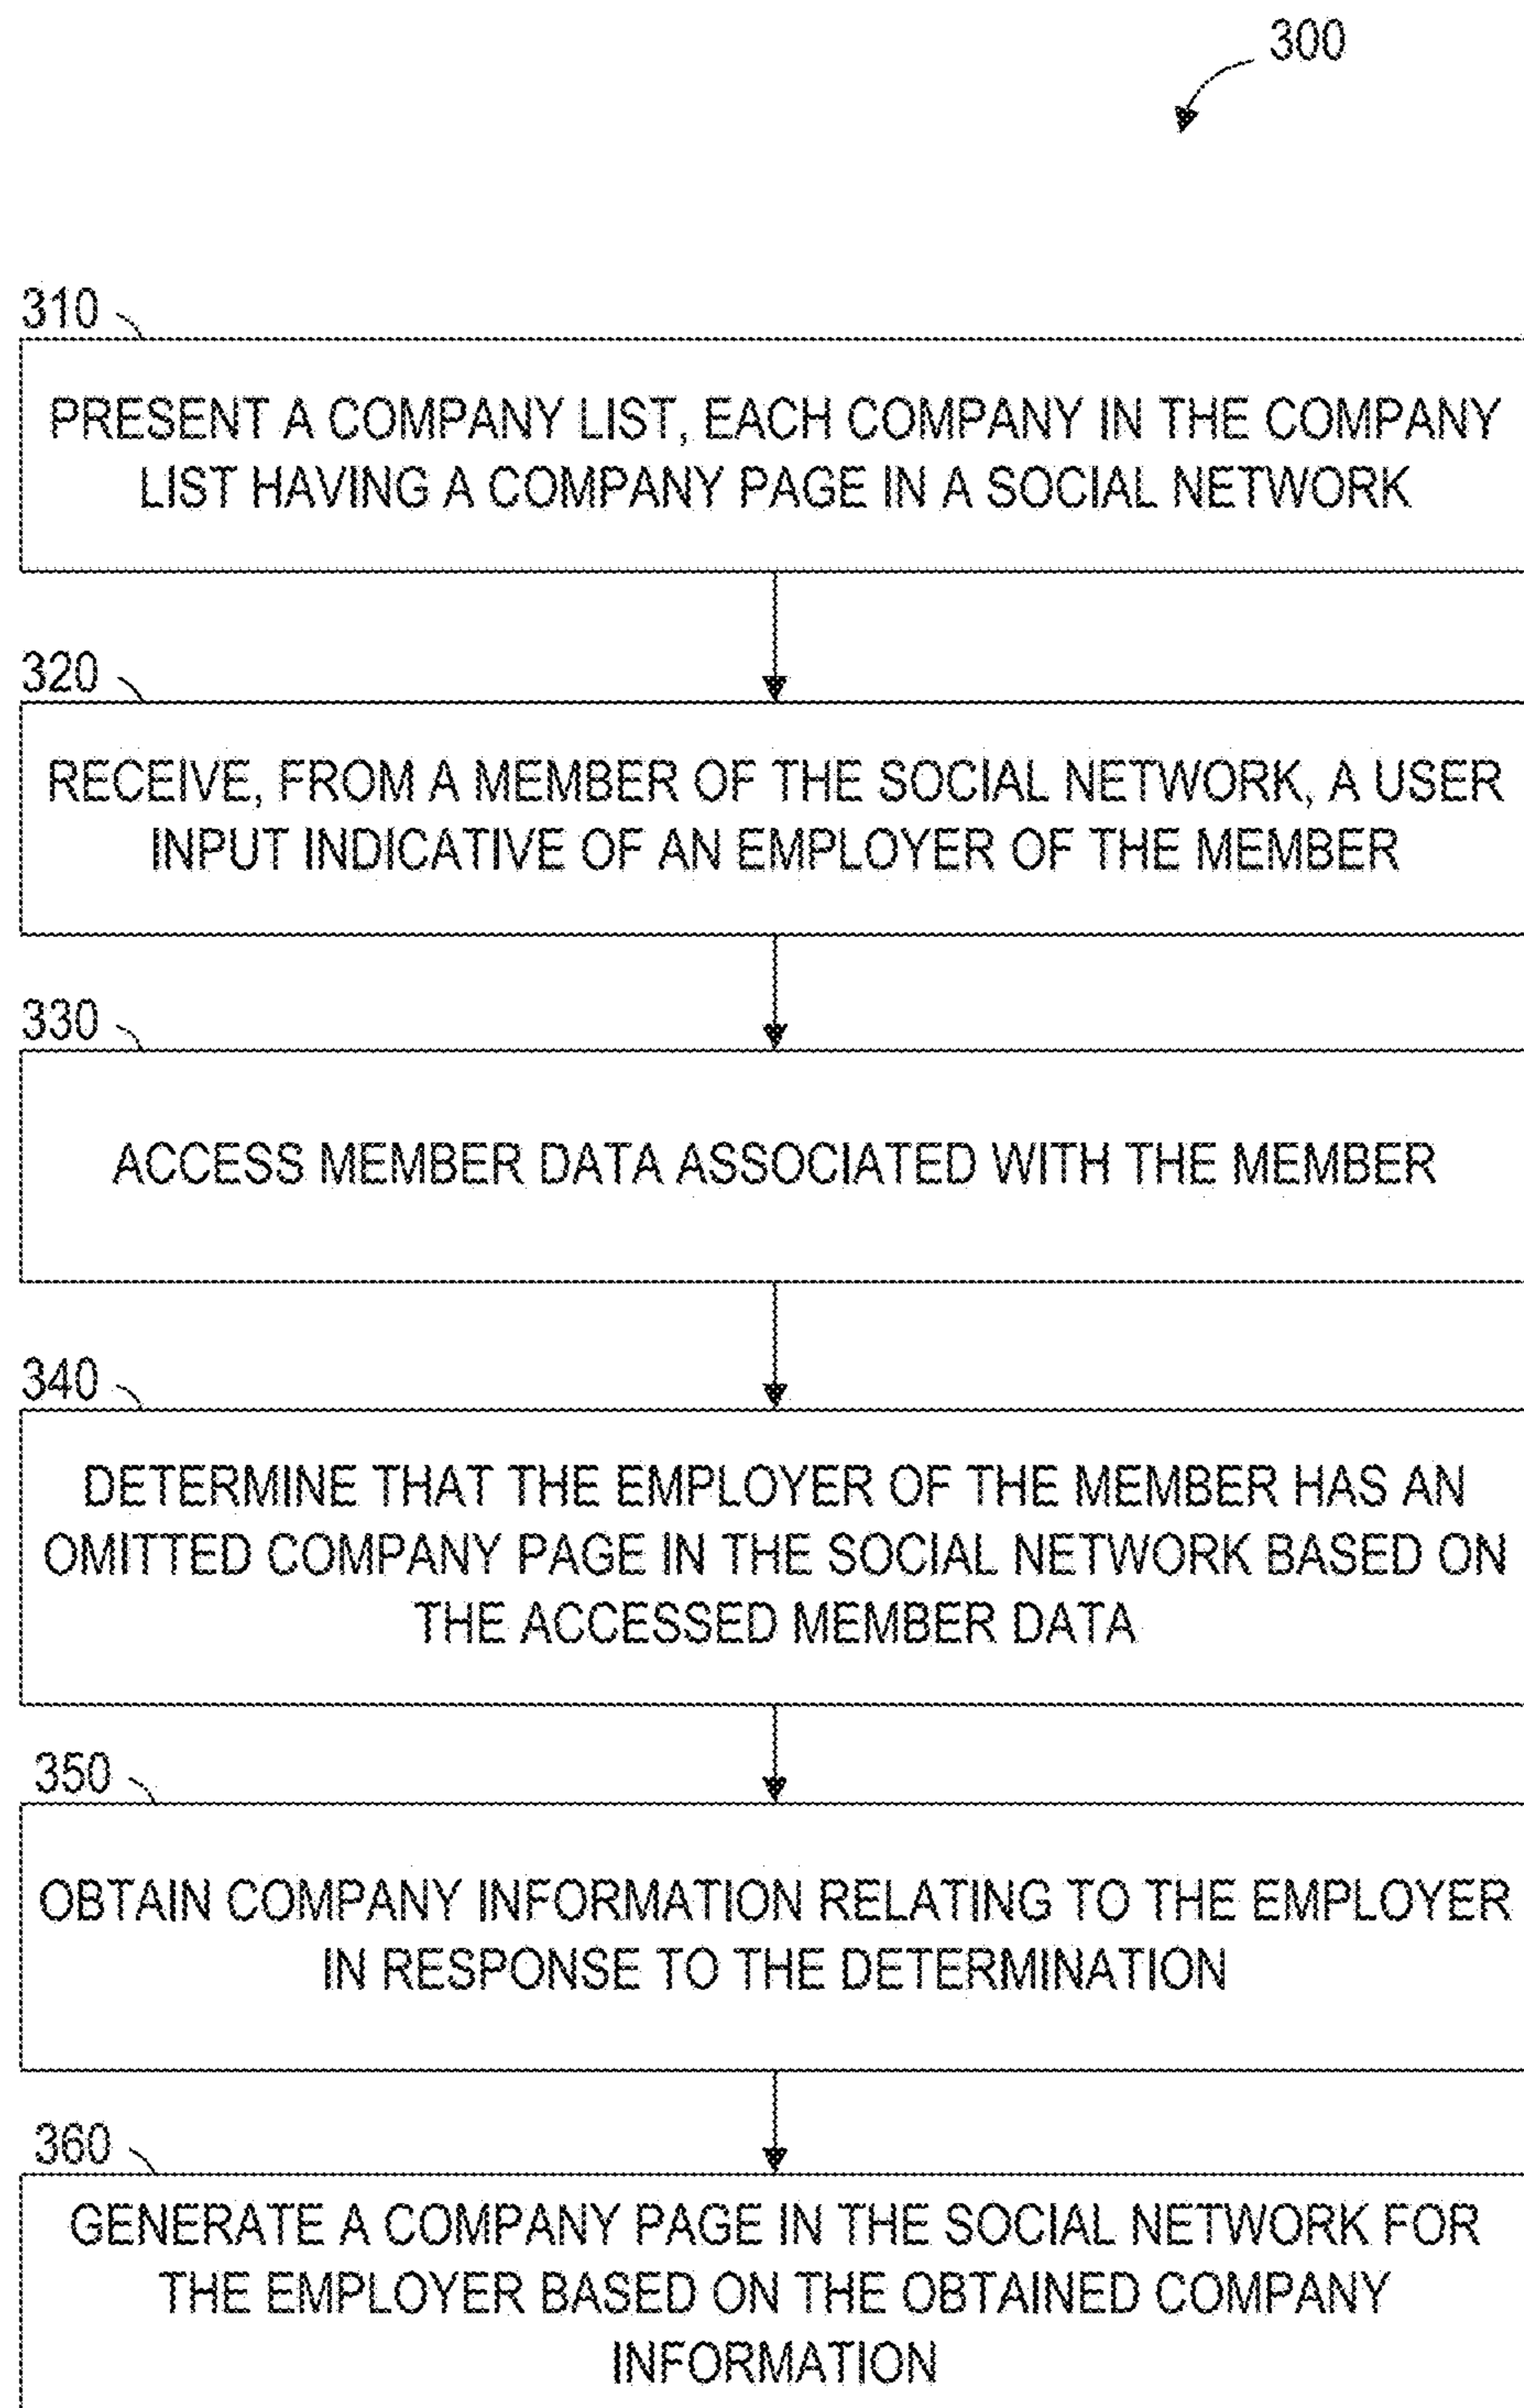 300
310
PRESENT A COMPANY LIST, EACH COMPANY IN THE COMPANY
LIST HAVING A COMPANY PAGE IN A SOCIAL NETWORK
320
RECEIVE, FROM A MEMBER OF THE SOCIAL NETWORK, A USER
INPUT INDICATIVE OF AN EMPLOYER OF THE MEMBER
330
ACCESS MEMBER DATA ASSOCIATED WITH THE MEMBER
340
DETERMINE THAT THE EMPLOYER OF THE MEMBER HAS AN
OMITTED COMPANY PAGE IN THE SOCIAL NETWORK BASED ON
THE ACCESSED MEMBER DATA
350
OBTAIN COMPANY INFORMATION RELATING TO THE EMPLOYER
IN RESPONSE TO THE DETERMINATION
360
GENERATE A COMPANY PAGE IN THE SOCIAL NETWORK FOR
THE EMPLOYER BASED ON THE OBTAINED COMPANY
INFORMATION